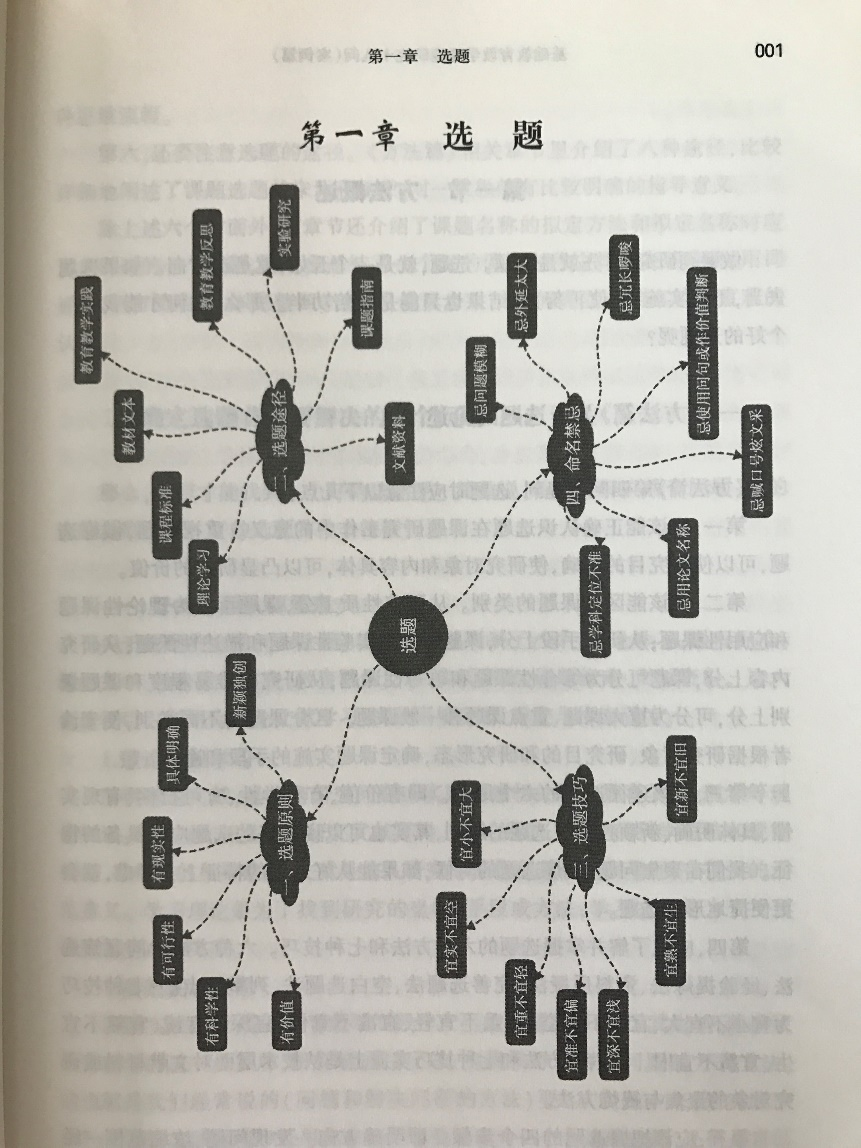 第一章 选题
001
第一章 选 题
选题
一、选题原则
有价值
有科学性
有可行性
有现实性
具体明确
新颖独创
二、选题途径
理论学习
课程标准
教材文本
教育教学实践
教育教学反思
实验研究
课题指南
文献资料
三、选题技巧
宜小不宜大
宜实不宜空
宜重不宜轻
宜准不宜偏
宜深不宜浅
宜熟不宜生
宜新不宜旧
四、命名禁忌
忌问题模糊
忌外延太大
忌冗长啰唆
忌使用问句或作价值判断
忌喊口号炫文采
忌用论文名称
忌学科定位不准